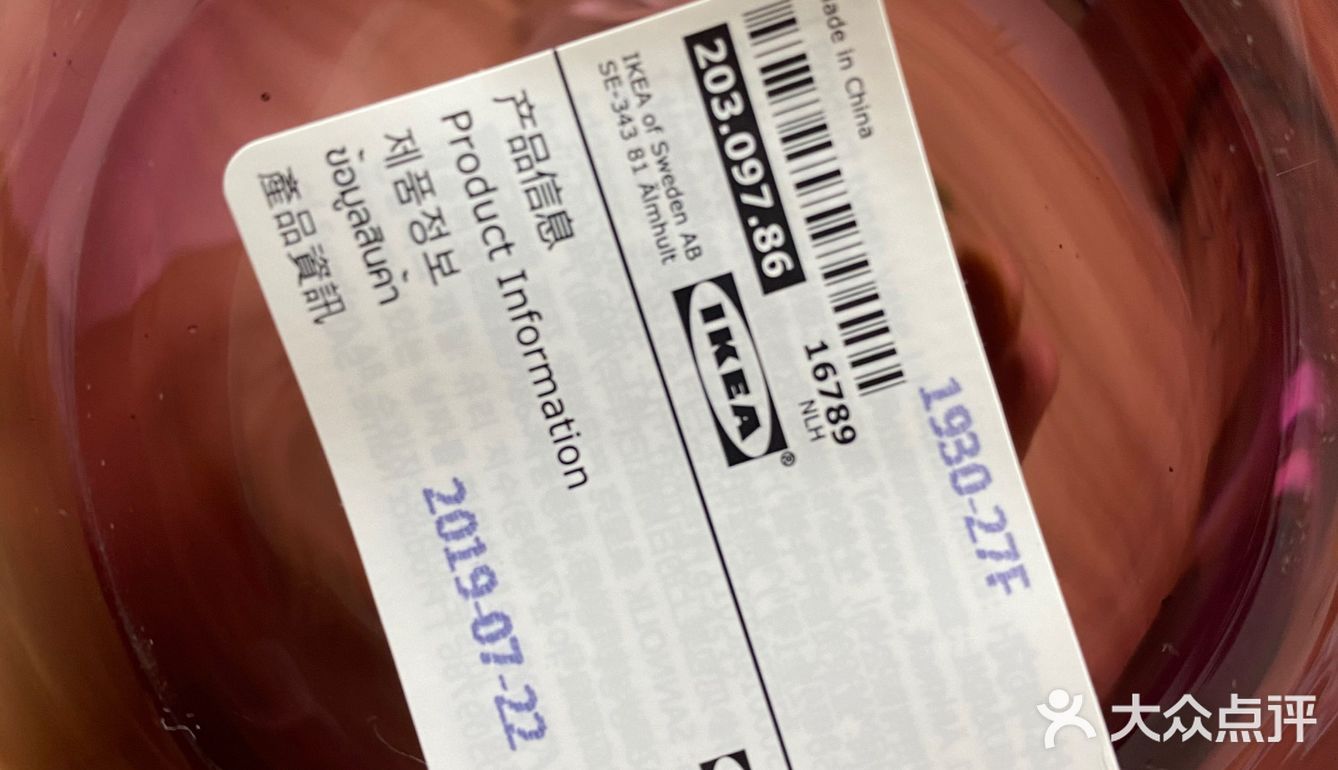 Made in China
203.097.86
IKEA of Sweden AB
SE-343 81 Älmhult
IKEA®
16789
NLH
1930-27F
产品信息
Product Information
제품정보
ข้อมูลสินค้า
產品資訊
2019-07-22
大众点评